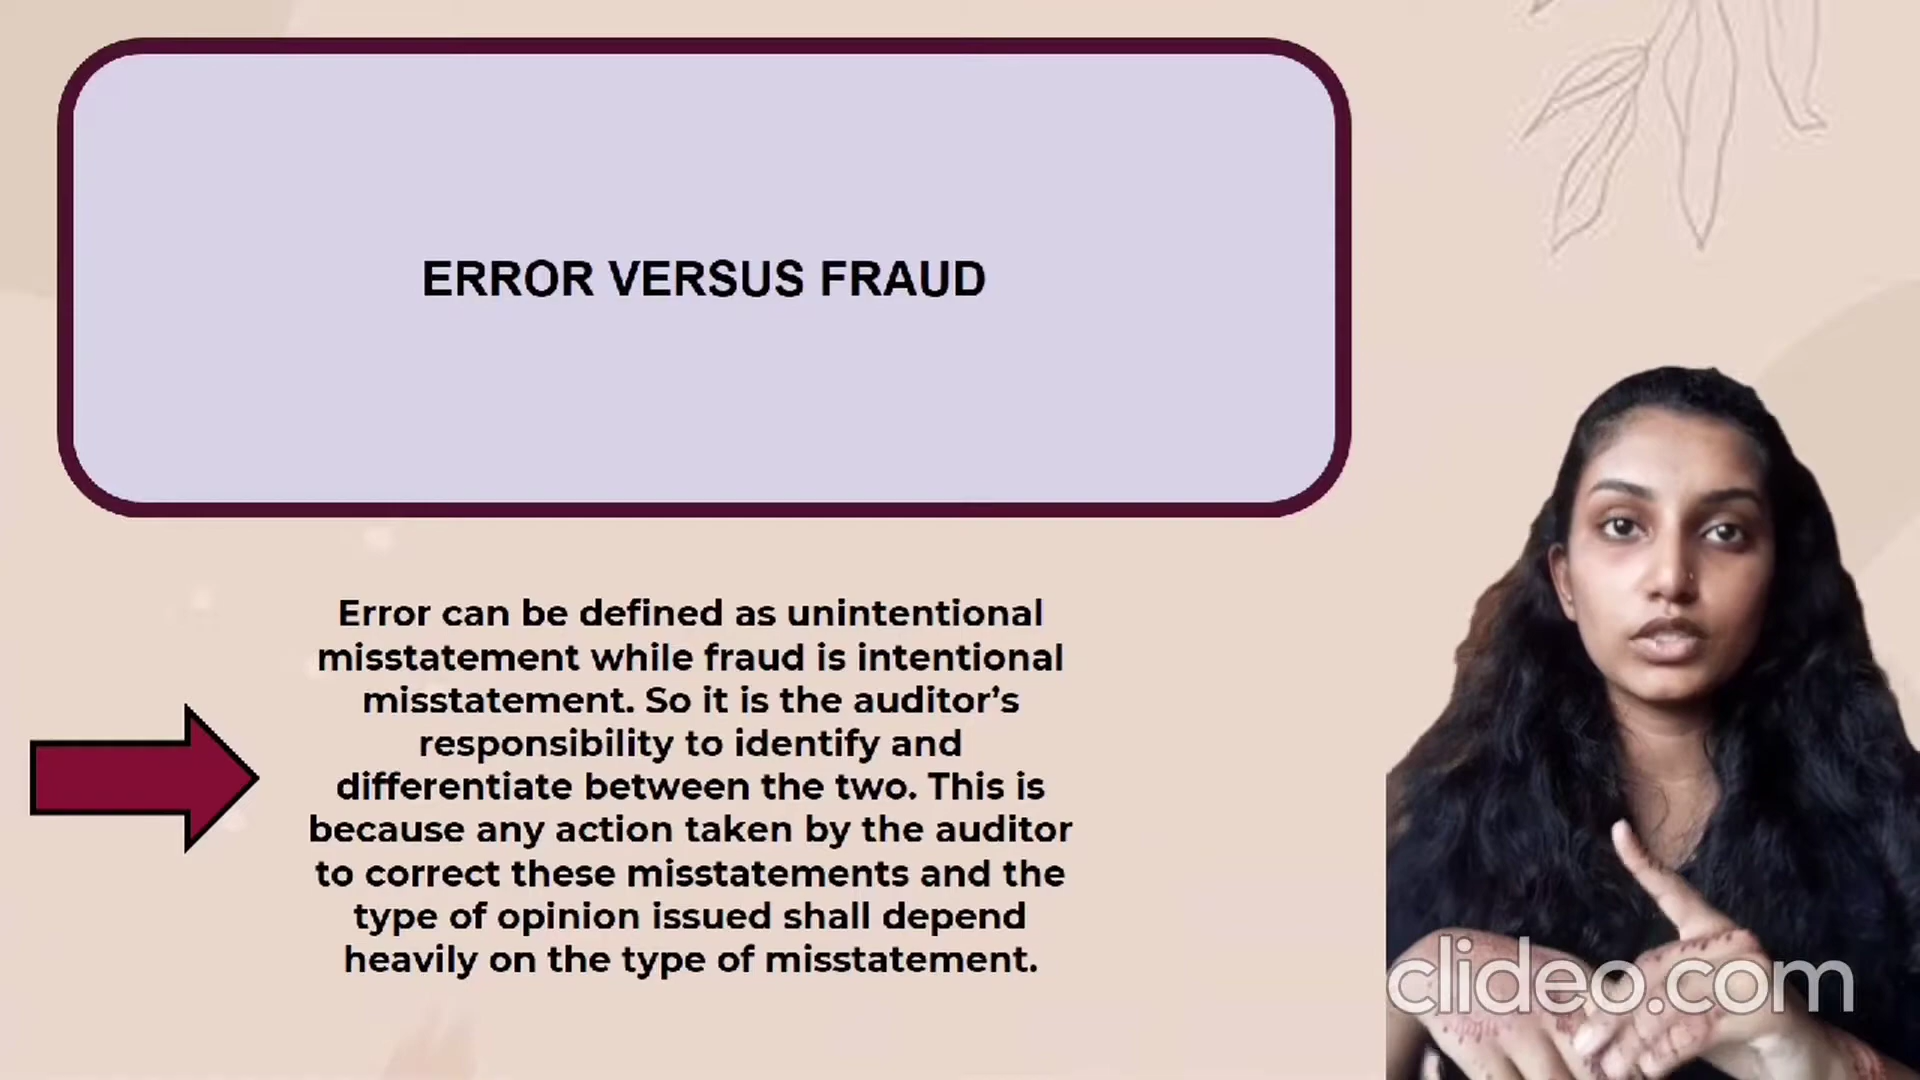 ERROR VERSUS FRAUD
Error can be defined as unintentional
misstatement while fraud is intentional
misstatement. So it is the auditor’s
responsibility to identify and
differentiate between the two. This is
because any action taken by the auditor
to correct these misstatements and the
type of opinion issued shall depend
heavily on the type of misstatement.
clideo.com